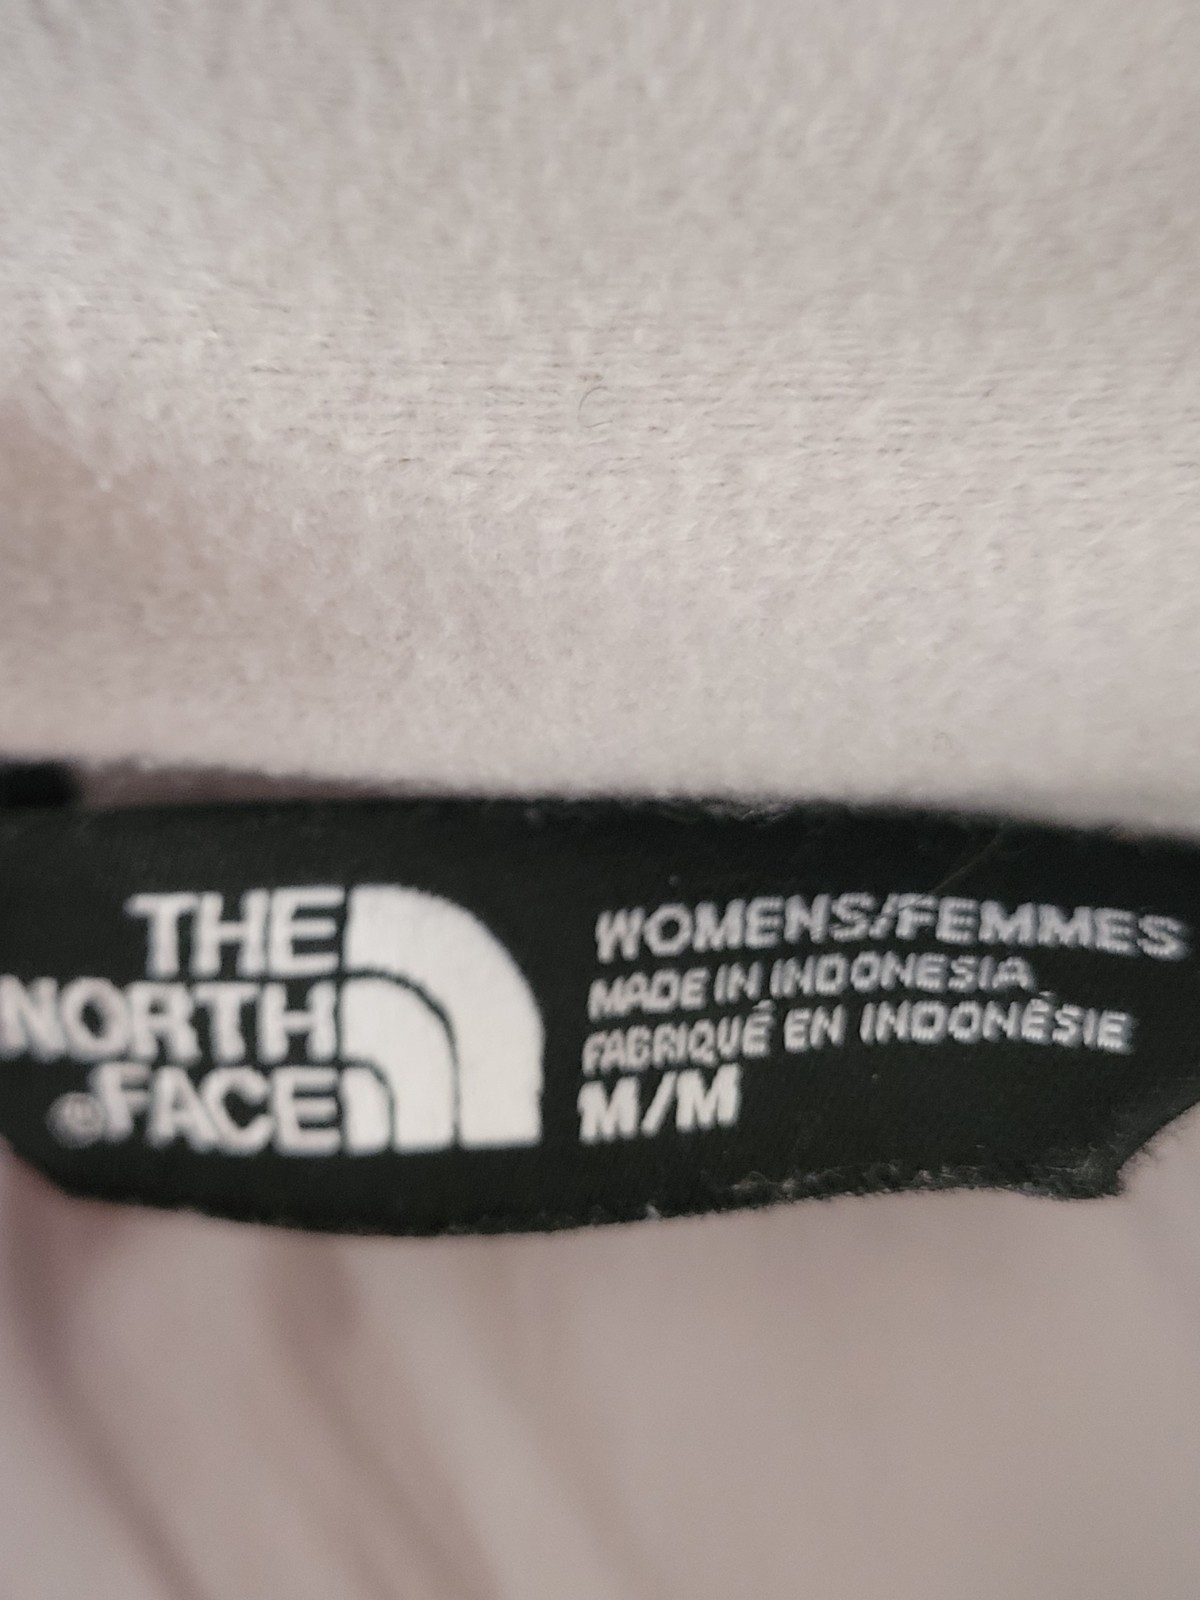 THE
NORTH
®FACE
WOMENS/FEMMES
MADE IN INDONESIA
FABRIQUÉ EN INDONÉSIE
M/M